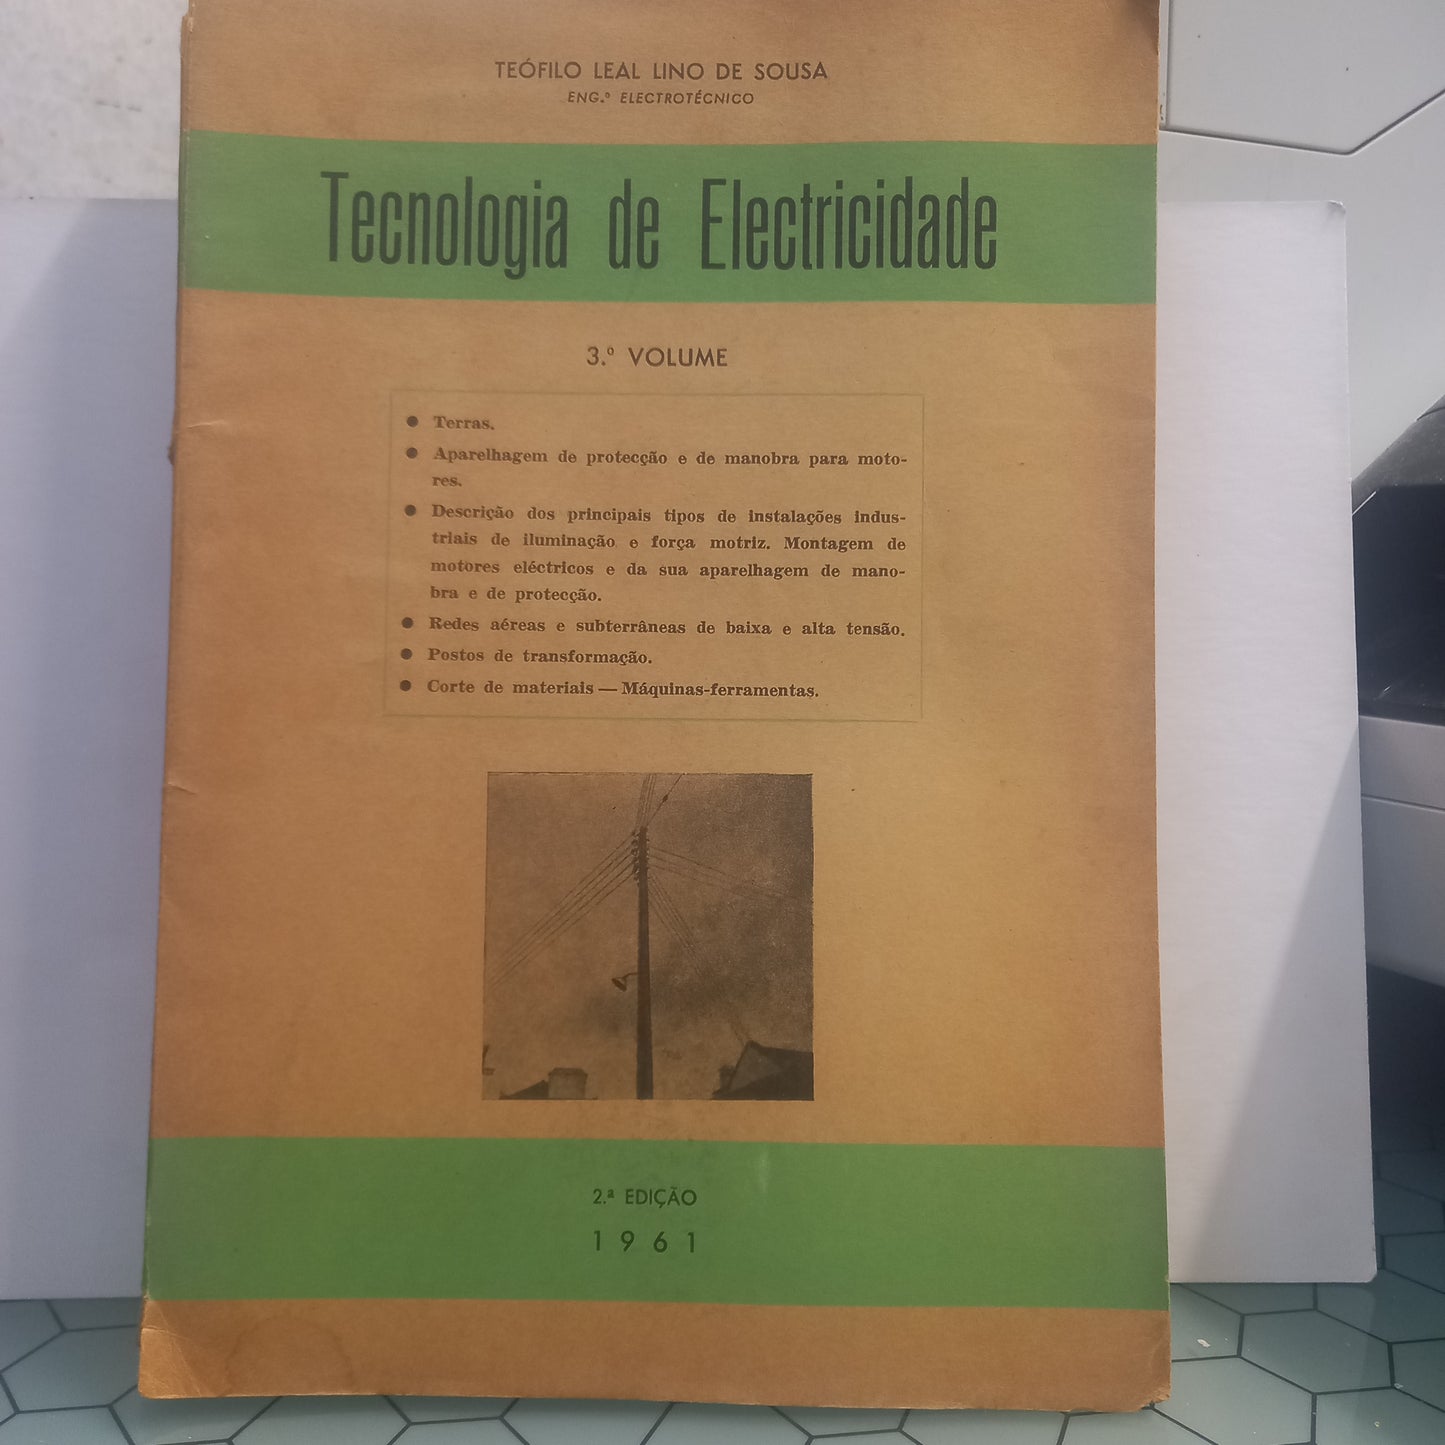 TEÓFILO LEAL LINO DE SOUSA
ENG.º ELECTROTÉCNICO
Tecnologia de Electricidade
3.º VOLUME
● Terras.
● Aparelhagem de protecção e de manobra para moto-
res.
● Descrição dos principais tipos de instalações indus-
triais de iluminação e força motriz. Montagem de
motores eléctricos e da sua aparelhagem de mano-
bra e de protecção.
● Redes aéreas e subterrâneas de baixa e alta tensão.
● Postos de transformação.
● Corte de materiais — Máquinas-ferramentas.
2.ª EDIÇÃO
1961